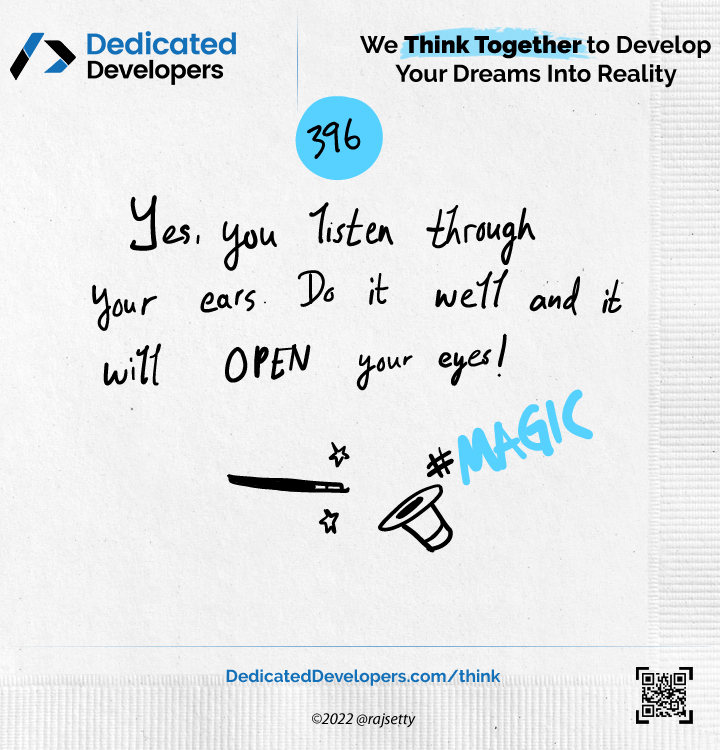 Dedicated
Developers
We Think Together to Develop
Your Dreams Into Reality
396
Yes, you listen through
your ears. Do it well and it
will OPEN your eyes!
#MAGIC
DedicatedDevelopers.com/think
©2022 @rajsetty